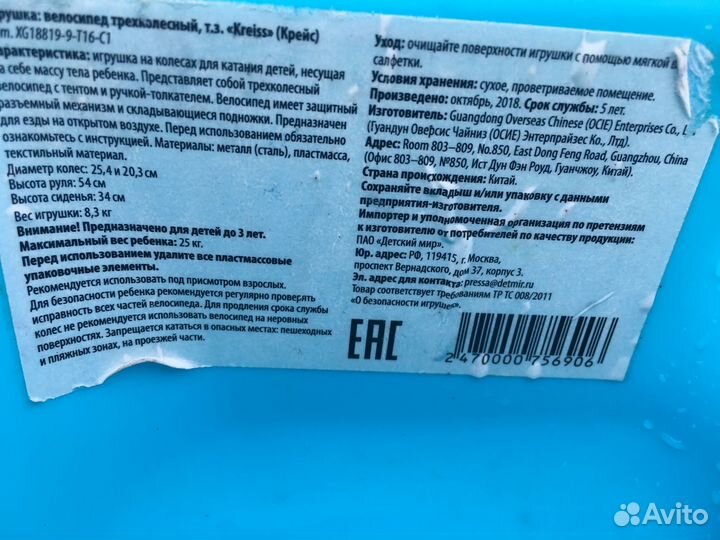 рушка: велосипед трехколесный, т.з. «Kreiss» (Крейс)
т. XG18819-9-T16-C1
арактеристика: игрушка на колесах для катания детей, несущая
а себе массу тела ребенка. Представляет собой трехколесный
елосипед с тентом и ручкой-толкателем. Велосипед имеет защитный
разъемный механизм и складывающиеся подножки. Предназначен
для езды на открытом воздухе. Перед использованием обязательно
ознакомьтесь с инструкцией. Материалы: металл (сталь), пластмасса,
текстильный материал.
Диаметр колес: 25,4 и 20,3 см
Высота руля: 54 см
Высота сиденья: 34 см
Вес игрушки: 8,3 кг
Внимание! Предназначено для детей до 3 лет.
Максимальный вес ребенка: 25 кг.
Перед использованием удалите все пластмассовые
упаковочные элементы.
Рекомендуется использовать под присмотром взрослых.
Для безопасности ребенка рекомендуется регулярно проверять
исправность всех частей велосипеда. Для продления срока службы
колес не рекомендуется использовать велосипед на неровных
поверхностях. Запрещается кататься в опасных местах: пешеходных
и пляжных зонах, на проезжей части.
Уход: очищайте поверхности игрушки с помощью мягкой в
салфетки.
Условия хранения: сухое, проветриваемое помещение.
Произведено: октябрь, 2018. Срок службы: 5 лет.
Изготовитель: Guangdong Overseas Chinese (OCIE) Enterprises Co., L
(Гуандун Овефсис Чайниз (ОСИЕ) Энтерпрайзес Ко., Лтд).
Адрес: Room 803–809, No.850, East Dong Feng Road, Guangzhou, China
(Офис 803–809, №850, Ист Дун Фэн Роуд, Гуанчжоу, Китай).
Страна происхождения: Китай.
Сохраняйте вкладыш и/или упаковку с данными
предприятия-изготовителя.
Импортер и уполномоченная организация по претензиям
к изготовителю от потребителей по качеству продукции:
ПАО «Детский мир».
Юр. адрес: РФ, 119415, г. Москва,
проспект Вернадского, дом 37, корпус 3.
Эл. адрес для контакта: pressa@detmir.ru
Товар соответствует требованиям ТР ТС 008/2011
«О безопасности игрушек».
ЕАС
2 470000 756906
Avito